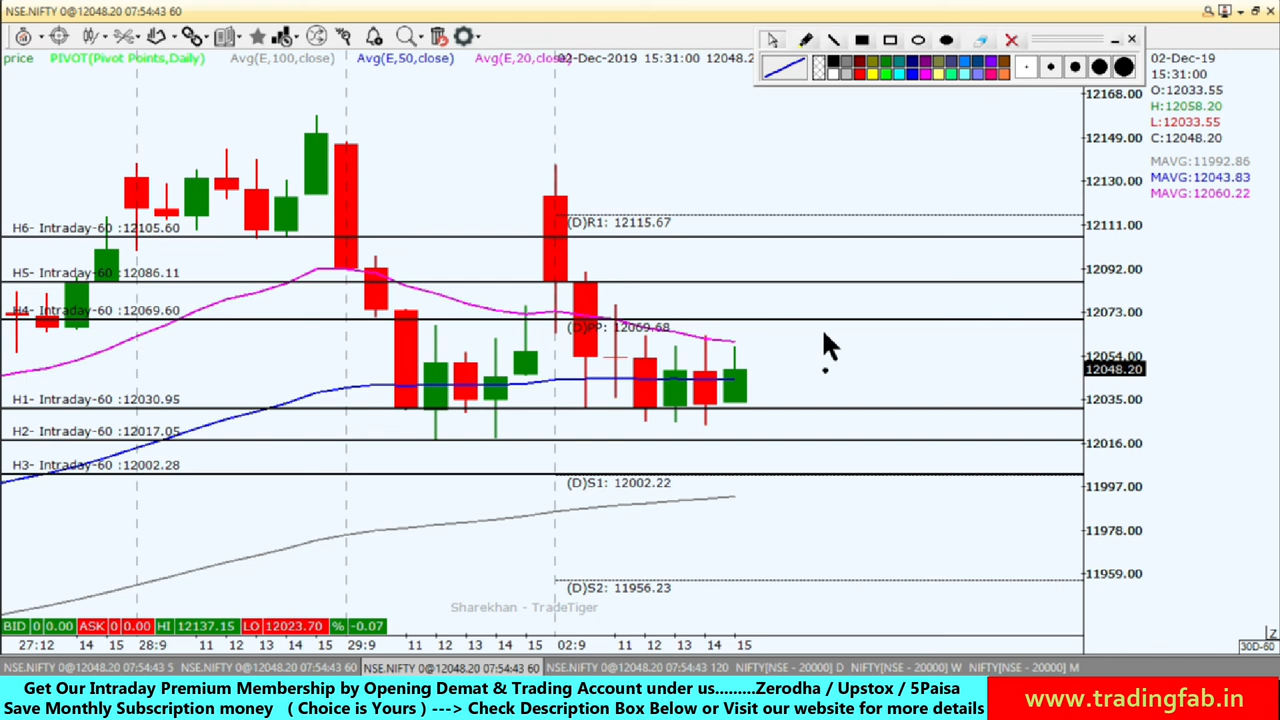 NSE.NIFTY 0@12048.20 07:54:43 60
price PIVOT(Pivot Points,Daily) Avg(E,100,close) Avg(E,50,close) Avg(E,20,close) 02-Dec-2019 15:31:00 12048.2
02-Dec-19
15:31:00
O:12033.55
H:12058.20
L:12033.55
C:12048.20
MAVG:11992.86
MAVG:12043.83
MAVG:12060.22
12168.00
12149.00
12130.00
12111.00
12092.00
12073.00
12054.00
12048.20
12035.00
12016.00
11997.00
11978.00
11959.00
(D)R1: 12115.67
H6- Intraday-60 :12105.60
H5- Intraday-60 :12086.11
H4- Intraday-60 :12069.60
(D)PP: 12069.68
H1- Intraday-60 :12030.95
H2- Intraday-60 :12017.05
H3- Intraday-60 :12002.28
(D)S1: 12002.22
(D)S2: 11956.23
Sharekhan - TradeTiger
BID 0 0.00 ASK 0 0.00 HI 12137.15 LO 12023.70 % -0.07
27:12 14 15 28:9 11 12 13 14 15 29:9 11 12 13 14 15 02:9 11 12 13 14 15
30D-60
NSE.NIFTY 0@12048.20 07:54:43 5 NSE.NIFTY 0@12048.20 07:54:43 60 NSE.NIFTY 0@12048.20 07:54:43 60 NSE.NIFTY 0@12048.20 07:54:43 120 NIFTY[NSE - 20000] D NIFTY[NSE - 20000] W NIFTY[NSE - 20000] M
Get Our Intraday Premium Membership by Opening Demat & Trading Account under us.........Zerodha / Upstox / 5Paisa
Save Monthly Subscription money ( Choice is Yours ) ---> Check Description Box Below or Visit our website for more details
www.tradingfab.in